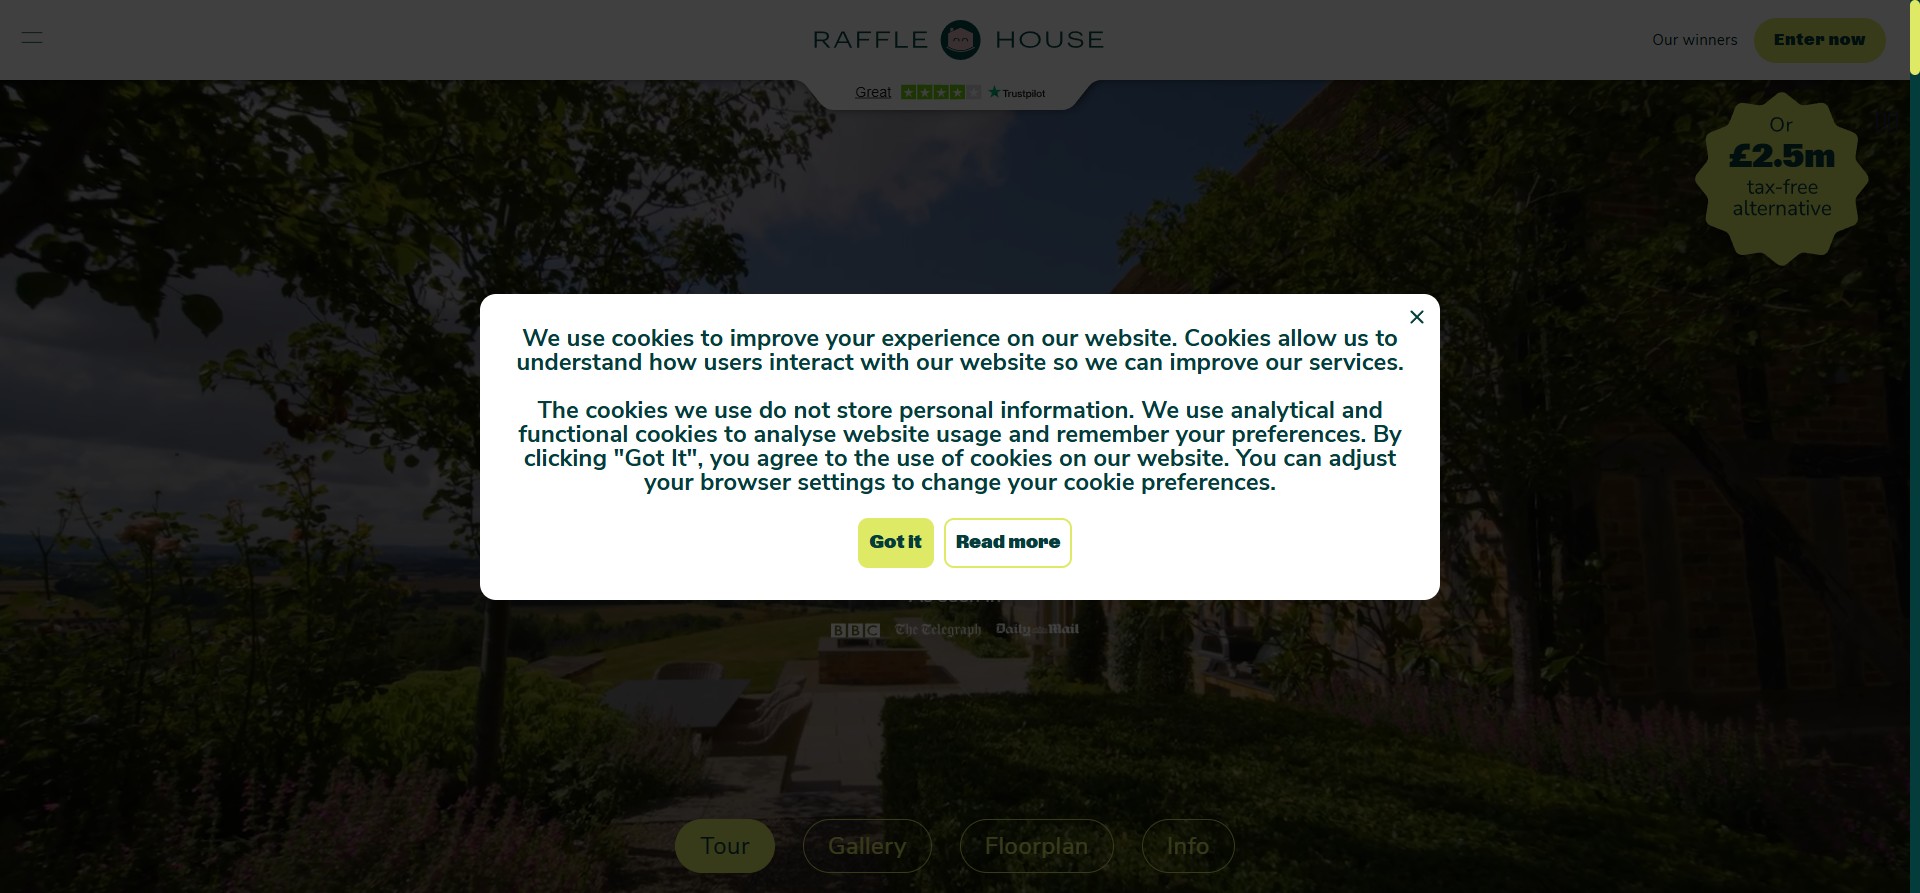 RAFFLE HOUSE
Our winners
Enter now
Great
Trustpilot
Or
£2.5m
tax-free
alternative
We use cookies to improve your experience on our website. Cookies allow us to
understand how users interact with our website so we can improve our services.
The cookies we use do not store personal information. We use analytical and
functional cookies to analyse website usage and remember your preferences. By
clicking "Got It", you agree to the use of cookies on our website. You can adjust
your browser settings to change your cookie preferences.
Got it
Read more
BBC
The Telegraph
Daily Mail
Tour
Gallery
Floorplan
Info